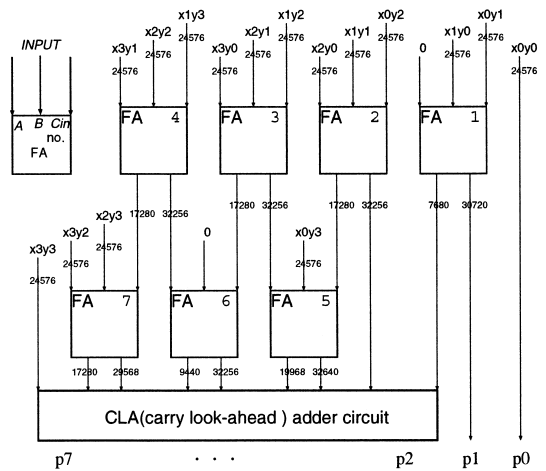 x1y3 x1y2 x0y2 x0y1
INPUT x2y2 x2y1 x1y1 x1y0
x3y1 x3y0 x2y0 0 x0y0
24576 24576 24576 24576
24576 24576 24576 24576
24576 24576 24576 24576
A B Cin
no.
FA
FA 4 FA 3 FA 2 FA 1
17280 32256 17280 32256 17280 32256 7680 30720
x2y3
x3y2 0 x0y3
x3y3
24576 24576
24576
24576
FA 7 FA 6 FA 5
17280 29568 9440 32256 19968 32640
CLA(carry look-ahead ) adder circuit
p7 . . . p2 p1 p0